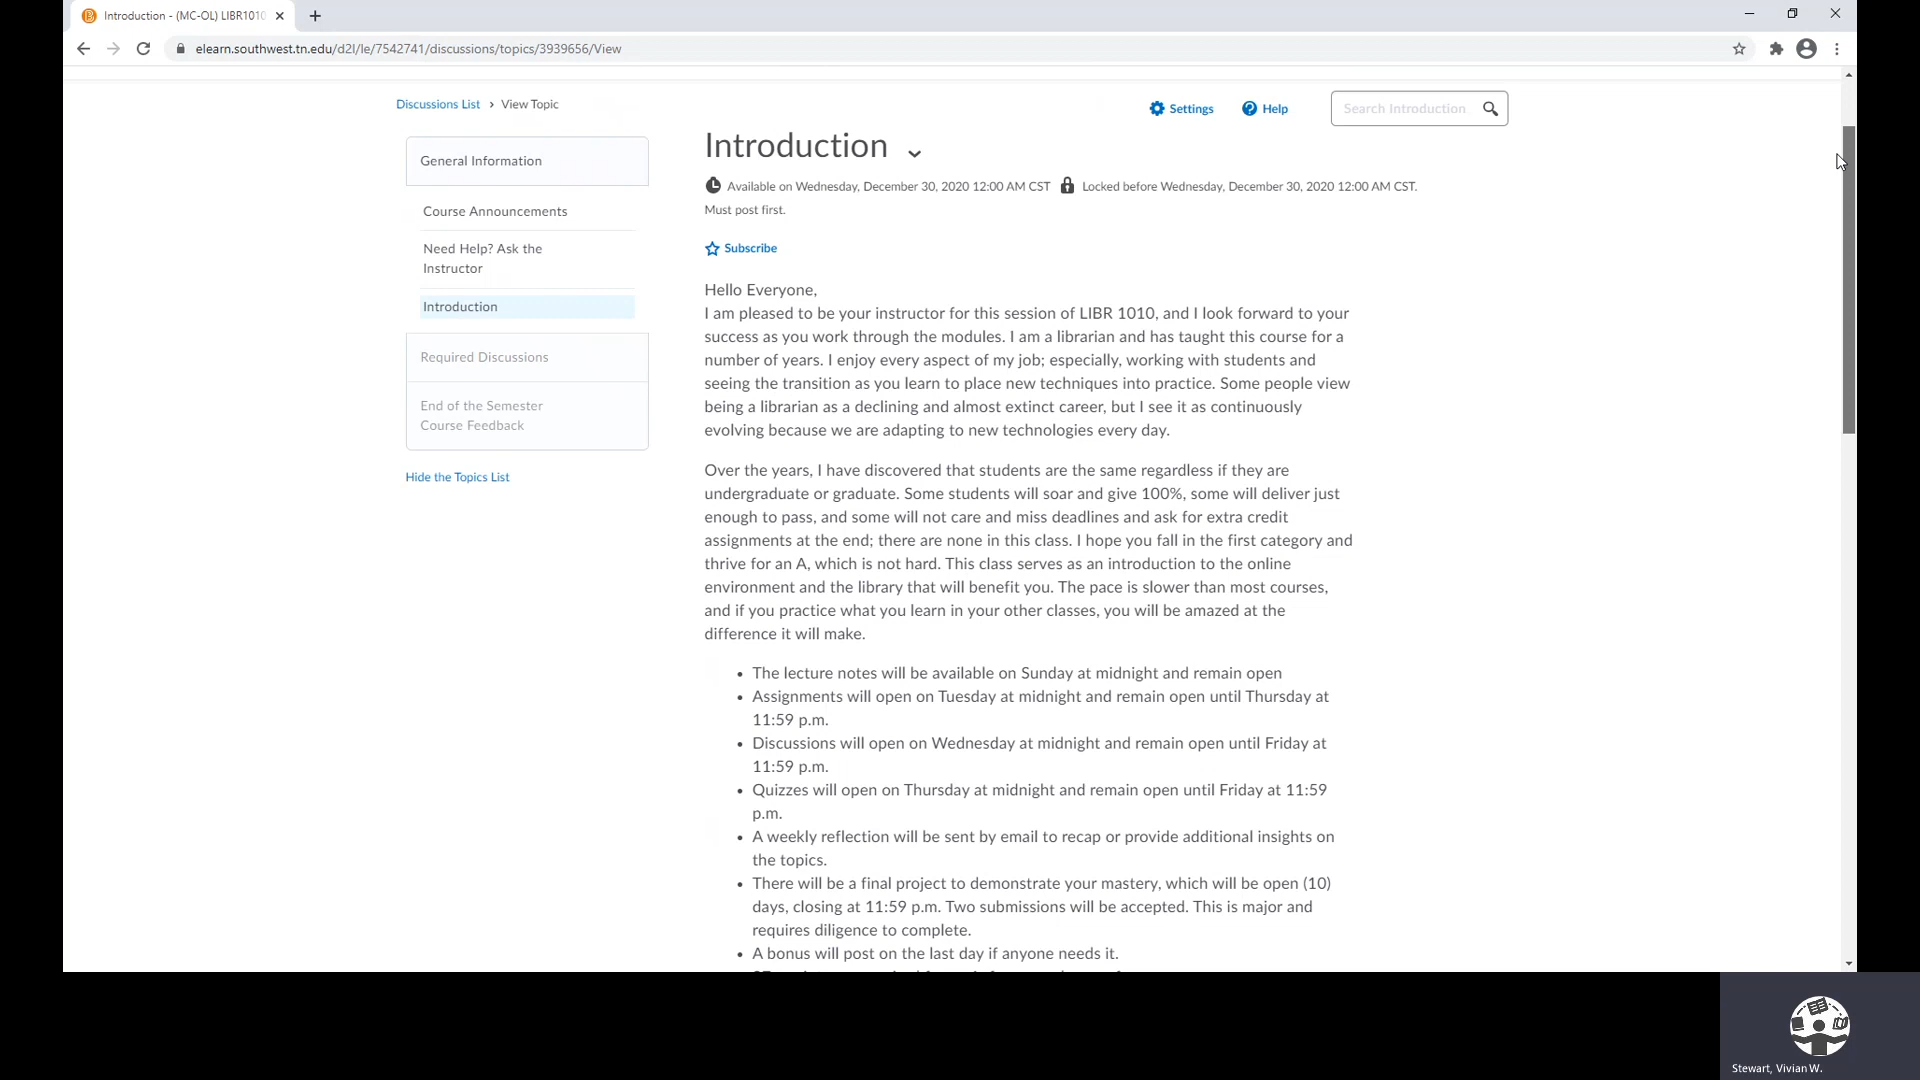 Introduction - (MC-OL) LIBR1010
elearn.southwest.tn.edu/d2l/le/7542741/discussions/topics/3939656/View
Discussions List › View Topic
Settings
Help
Search Introduction
General Information
Course Announcements
Need Help? Ask the
Instructor
Introduction
Required Discussions
End of the Semester
Course Feedback
Hide the Topics List
Introduction
Available on Wednesday, December 30, 2020 12:00 AM CST Locked before Wednesday, December 30, 2020 12:00 AM CST.
Must post first.
Subscribe
Hello Everyone,
I am pleased to be your instructor for this session of LIBR 1010, and I look forward to your
success as you work through the modules. I am a librarian and has taught this course for a
number of years. I enjoy every aspect of my job; especially, working with students and
seeing the transition as you learn to place new techniques into practice. Some people view
being a librarian as a declining and almost extinct career, but I see it as continuously
evolving because we are adapting to new technologies every day.
Over the years, I have discovered that students are the same regardless if they are
undergraduate or graduate. Some students will soar and give 100%, some will deliver just
enough to pass, and some will not care and miss deadlines and ask for extra credit
assignments at the end; there are none in this class. I hope you fall in the first category and
thrive for an A, which is not hard. This class serves as an introduction to the online
environment and the library that will benefit you. The pace is slower than most courses,
and if you practice what you learn in your other classes, you will be amazed at the
difference it will make.
• The lecture notes will be available on Sunday at midnight and remain open
• Assignments will open on Tuesday at midnight and remain open until Thursday at
11:59 p.m.
• Discussions will open on Wednesday at midnight and remain open until Friday at
11:59 p.m.
• Quizzes will open on Thursday at midnight and remain open until Friday at 11:59
p.m.
• A weekly reflection will be sent by email to recap or provide additional insights on
the topics.
• There will be a final project to demonstrate your mastery, which will be open (10)
days, closing at 11:59 p.m. Two submissions will be accepted. This is major and
requires diligence to complete.
• A bonus will post on the last day if anyone needs it.
Stewart, Vivian W.